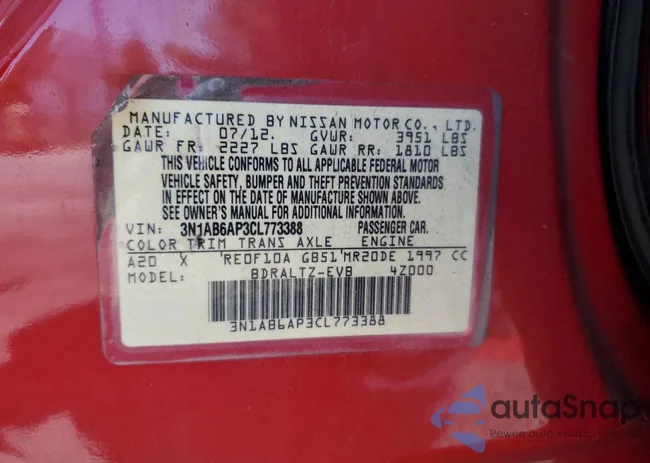 MANUFACTURED BY NISSAN MOTOR CO., LTD.
DATE: 07/12. GVWR: 3951 LBS
GAWR FR: 2227 LBS GAWR RR: 1810 LBS
THIS VEHICLE CONFORMS TO ALL APPLICABLE FEDERAL MOTOR
VEHICLE SAFETY, BUMPER AND THEFT PREVENTION STANDARDS
IN EFFECT ON THE DATE OF MANUFACTURE SHOWN ABOVE.
SEE OWNER'S MANUAL FOR ADDITIONAL INFORMATION.
VIN: 3N1AB6AP3CL773388 PASSENGER CAR.
COLOR TRIM TRANS AXLE ENGINE
A20 X RE0F10A GB51 MR20DE 1997 CC
MODEL: BDRALTZ-EVB 4Z000
3N1AB6AP3CL773388
autoSnap
Pewne auto